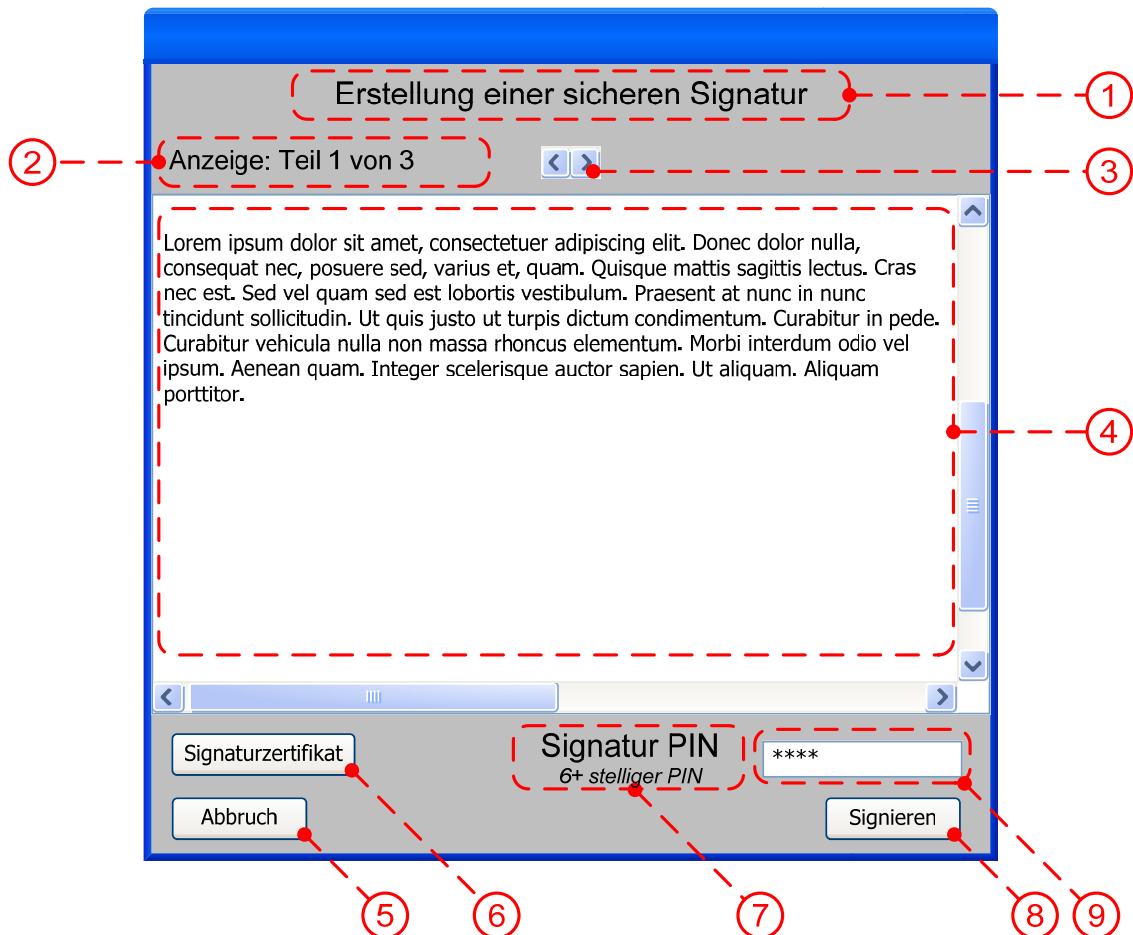 Erstellung einer sicheren Signatur
1
2
Anzeige: Teil 1 von 3
3
Lorem ipsum dolor sit amet, consectetuer adipiscing elit. Donec dolor nulla,
consequat nec, posuere sed, varius et, quam. Quisque mattis sagittis lectus. Cras
nec est. Sed vel quam sed est lobortis vestibulum. Praesent at nunc in nunc
tincidunt sollicitudin. Ut quis justo ut turpis dictum condimentum. Curabitur in pede.
Curabitur vehicula nulla non massa rhoncus elementum. Morbi interdum odio vel
ipsum. Aenean quam. Integer scelerisque auctor sapien. Ut aliquam. Aliquam
porttitor.
4
Signaturzertifikat
Signatur PIN
6+ stelliger PIN
****
Abbruch
Signieren
5
6
7
8
9